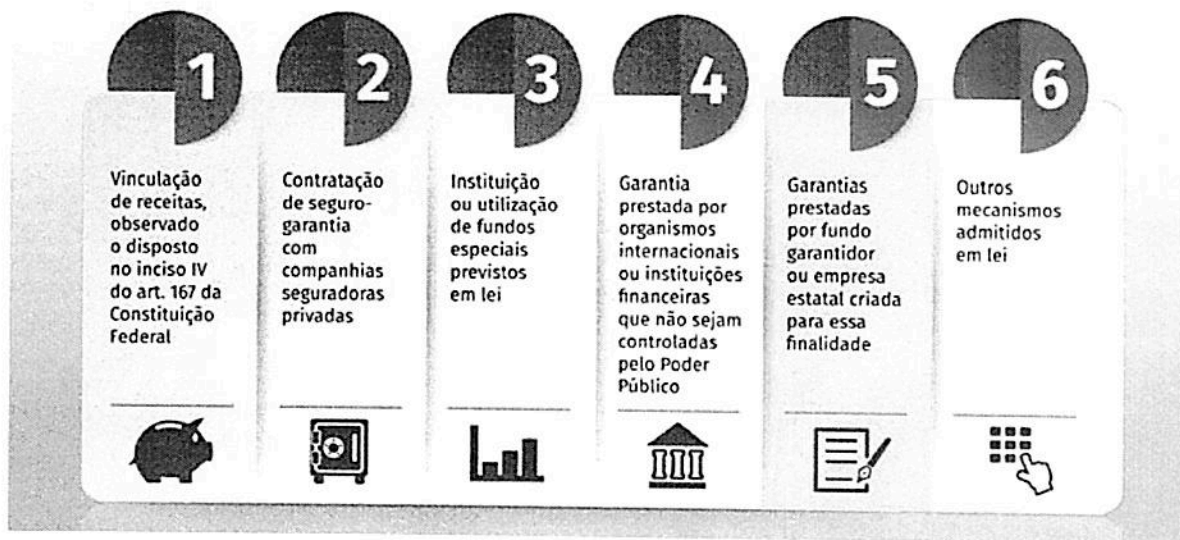 1
Vinculação
de receitas,
observado
o disposto
no inciso IV
do art. 167 da
Constituição
Federal
2
Contratação
de seguro-
garantia
com
companhias
seguradoras
privadas
3
Instituição
ou utilização
de fundos
especiais
previstos
em lei
4
Garantia
prestada por
organismos
internacionais
ou instituições
financeiras
que não sejam
controladas
pelo Poder
Público
5
Garantias
prestadas
por fundo
garantidor
ou empresa
estatal criada
para essa
finalidade
6
Outros
mecanismos
admitidos
em lei